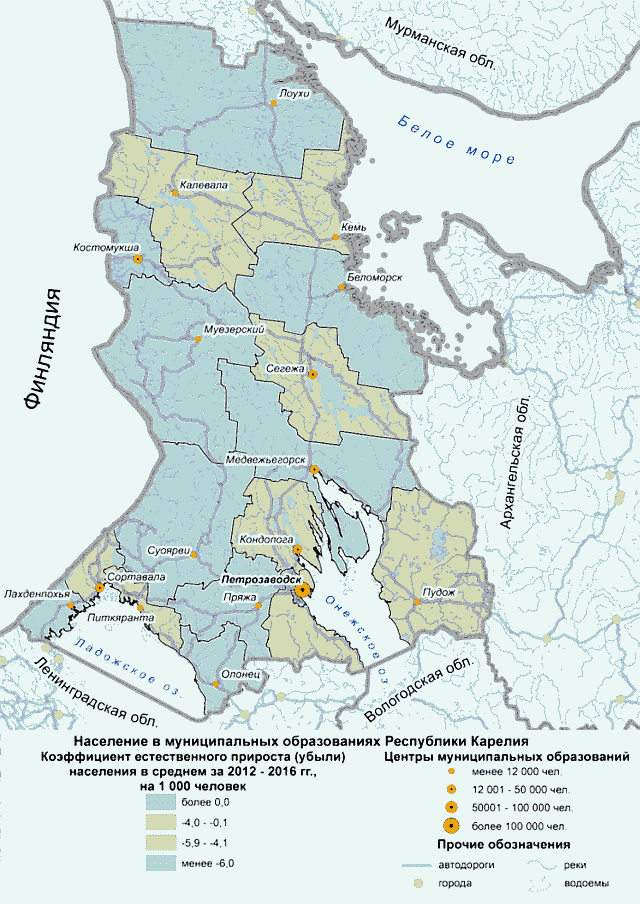 Мурманская обл.
Лоухи
Белое море
Калевала
Кемь
Костомукша
Беломорск
Финляндия
Муезерский
Сегежа
Архангельская обл.
Медвежьегорск
Кондопога
Суоярви
Сортавала
Петрозаводск
Лахденпохья
Пряжа
Пудож
Питкяранта
Онежское оз.
Ладожское оз.
Олонец
Ленинградская обл.
Вологодская обл.
Население в муниципальных образованиях Республики Карелия
Коэффициент естественного прироста (убыли)
населения в среднем за 2012 - 2016 гг.,
на 1 000 человек
более 0,0
-4,0 - -0,1
-5,9 - -4,1
менее -6,0
Центры муниципальных образований
менее 12 000 чел.
12 001 - 50 000 чел.
50001 - 100 000 чел.
более 100 000 чел.
Прочие обозначения
автодороги
реки
города
водоемы